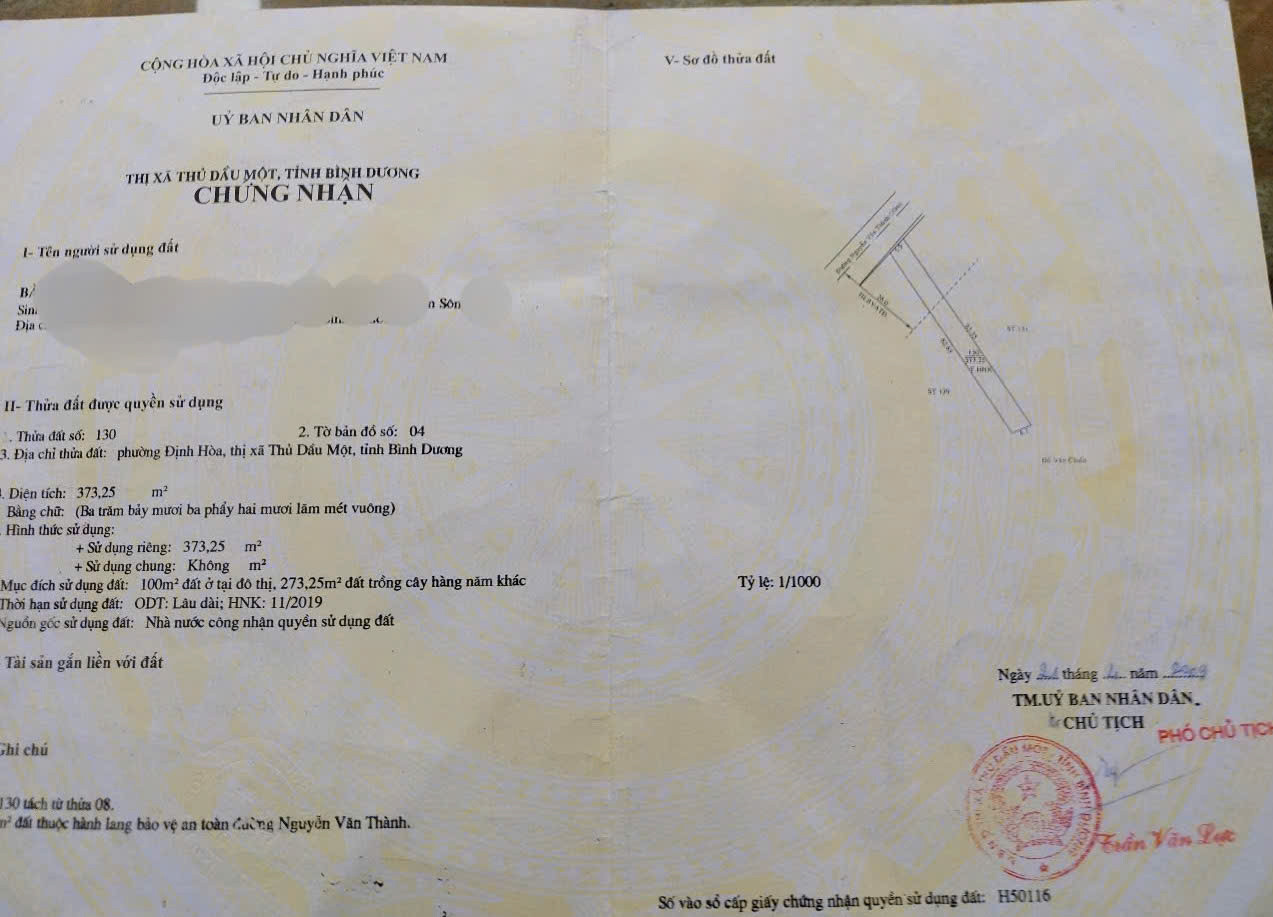 CỘNG HÒA XÃ HỘI CHỦ NGHĨA VIỆT NAM
Độc lập - Tự do - Hạnh phúc
UỶ BAN NHÂN DÂN
THỊ XÃ THỦ DẦU MỘT, TỈNH BÌNH DƯƠNG
CHỨNG NHẬN
I- Tên người sử dụng đất
Sơn
Địa
II- Thửa đất được quyền sử dụng
. Thửa đất số: 130 2. Tờ bản đồ số: 04
3. Địa chỉ thửa đất: phường Định Hòa, thị xã Thủ Dầu Một, tỉnh Bình Dương
. Diện tích: 373,25 m²
Bằng chữ: (Ba trăm bảy mươi ba phẩy hai mươi lăm mét vuông)
. Hình thức sử dụng:
+ Sử dụng riêng: 373,25 m²
+ Sử dụng chung: Không m²
Mục đích sử dụng đất: 100m² đất ở tại đô thị, 273,25m² đất trồng cây hàng năm khác
Thời hạn sử dụng đất: ODT: Lâu dài; HNK: 11/2019
Nguồn gốc sử dụng đất: Nhà nước công nhận quyền sử dụng đất
Tài sản gắn liền với đất
Ghi chú
130 tách từ thửa 08.
m² đất thuộc hành lang bảo vệ an toàn đường Nguyễn Văn Thành.
V- Sơ đồ thửa đất
Đường Nguyễn Văn Thành
HLBVATĐ
Tỷ lệ: 1/1000
Ngày tháng năm
TM.UỶ BAN NHÂN DÂN
CHỦ TỊCH
PHÓ CHỦ TỊCH
Trần Văn Lực
Số vào sổ cấp giấy chứng nhận quyền sử dụng đất: H50116